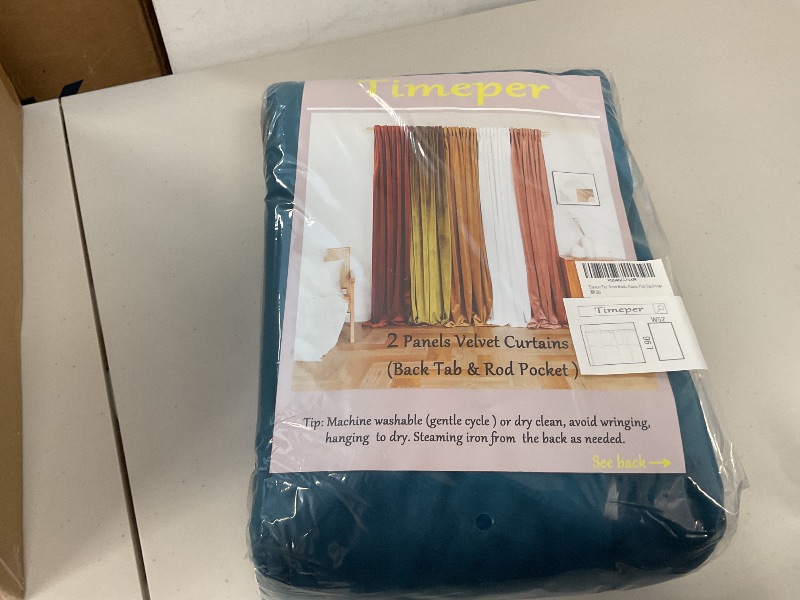 Timeper
Timeper
W52
L 96
2 Panels Velvet Curtains
(Back Tab & Rod Pocket )
Tip: Machine washable (gentle cycle ) or dry clean, avoid wringing,
hanging to dry. Steaming iron from the back as needed.
See back →